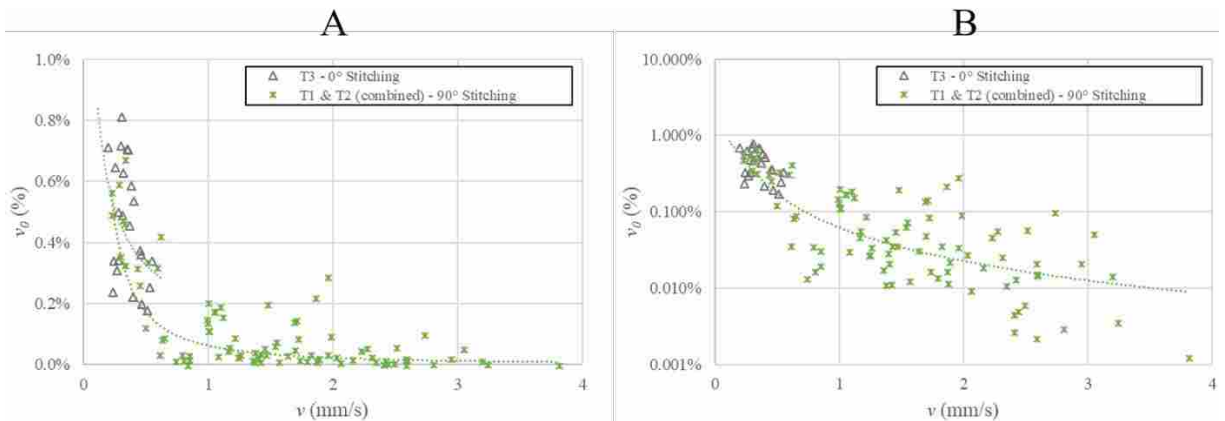 A
1.0%
0.8%
0.6%
0.4%
0.2%
0.0%
v₀ (%)
T3 - 0° Stitching
T1 & T2 (combined) - 90° Stitching
0 1 2 3 4
v (mm/s)
B
10.000%
1.000%
0.100%
0.010%
0.001%
v₀ (%)
T3 - 0° Stitching
T1 & T2 (combined) - 90° Stitching
0 1 2 3 4
v (mm/s)